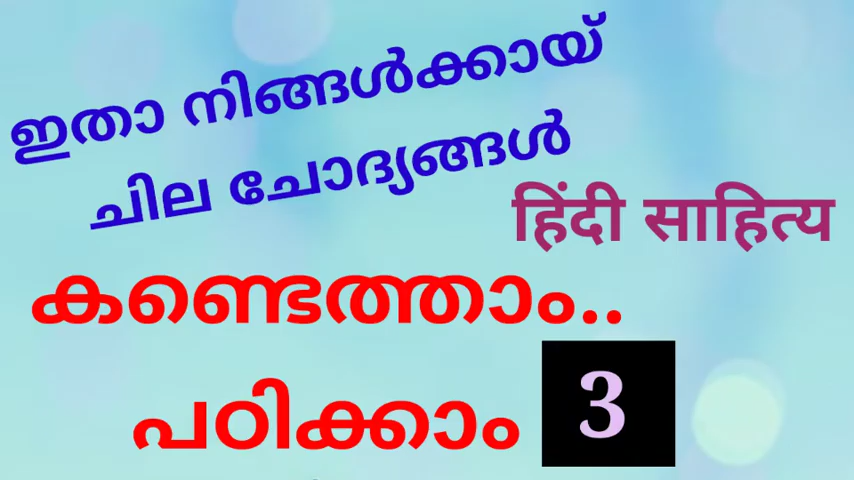 ഇതാ നിങ്ങൾക്കായ്
ചില ചോദ്യങ്ങൾ
हिंदी साहित्य
കണ്ടെത്താം..
പഠിക്കാം 3